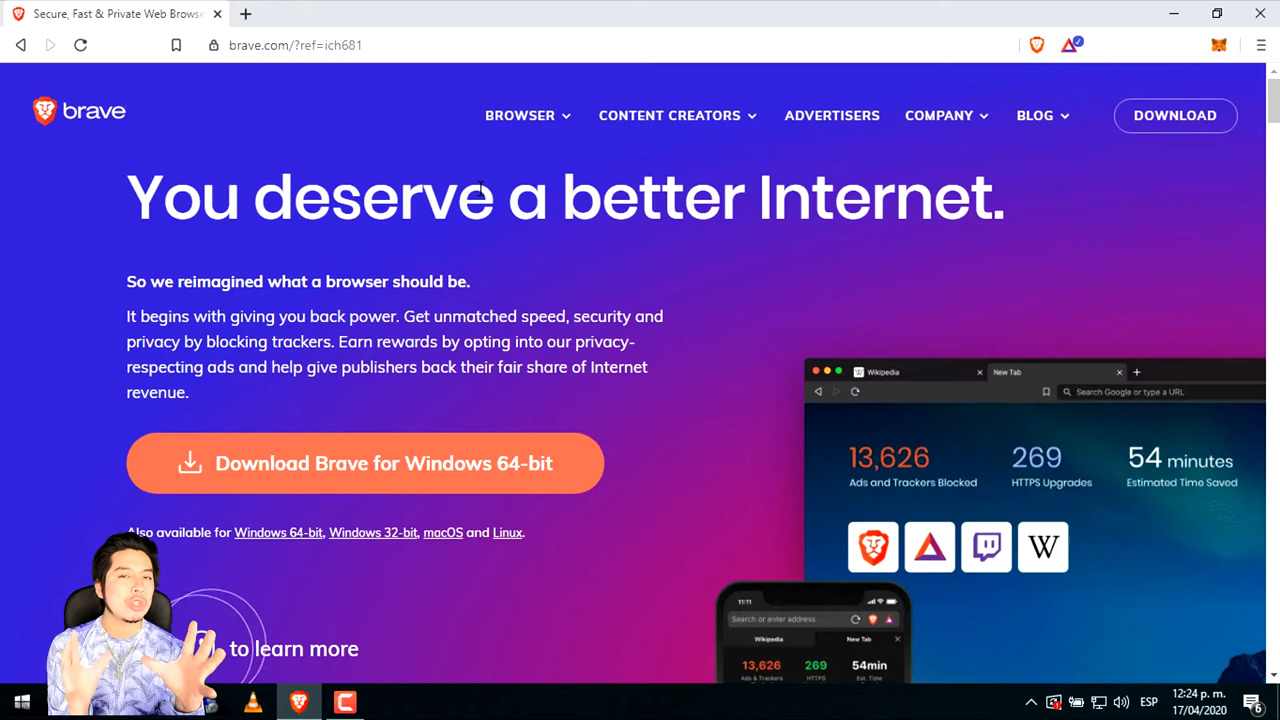 Secure, Fast & Private Web Browse
brave.com/?ref=ich681
brave
BROWSER
CONTENT CREATORS
ADVERTISERS
COMPANY
BLOG
DOWNLOAD
You deserve a better Internet.
So we reimagined what a browser should be.
It begins with giving you back power. Get unmatched speed, security and
privacy by blocking trackers. Earn rewards by opting into our privacy-
respecting ads and help give publishers back their fair share of Internet
revenue.
Download Brave for Windows 64-bit
Also available for Windows 64-bit, Windows 32-bit, macOS and Linux.
to learn more
Wikipedia
New Tab
Search Google or type a URL
13,626
269
54 minutes
Ads and Trackers Blocked
HTTPS Upgrades
Estimated Time Saved
W
11:11
Search or enter address
Wikipedia
New Tab
13,626
269
54min
Ads & Trackers
HTTPS
Est. Time
ESP
12:24 p. m.
17/04/2020
6